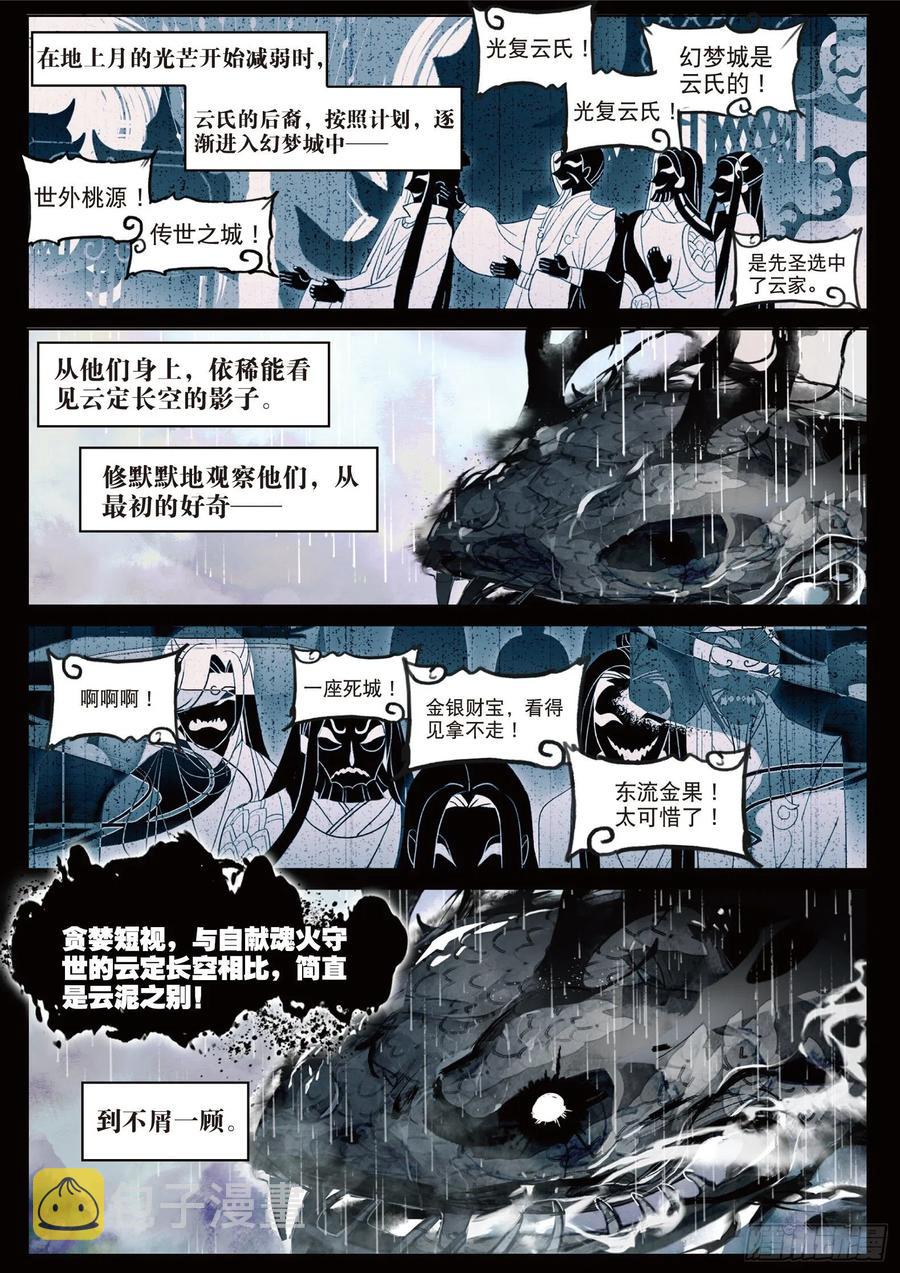 在地上月的光芒开始减弱时，
云氏的后裔，按照计划，逐
渐进入幻梦城中——
光复云氏！
幻梦城是
云氏的！
光复云氏！
世外桃源！
传世之城！
是先圣选中
了云家。
从他们身上，依稀能看
见云定长空的影子。
修默默地观察他们，从
最初的好奇——
啊啊啊！
一座死城！
金银财宝，看得
见拿不走！
东流金果！
太可惜了！
贪婪短视，与自献魂火守
世的云定长空相比，简直
是云泥之别！
到不屑一顾。
包子漫畫